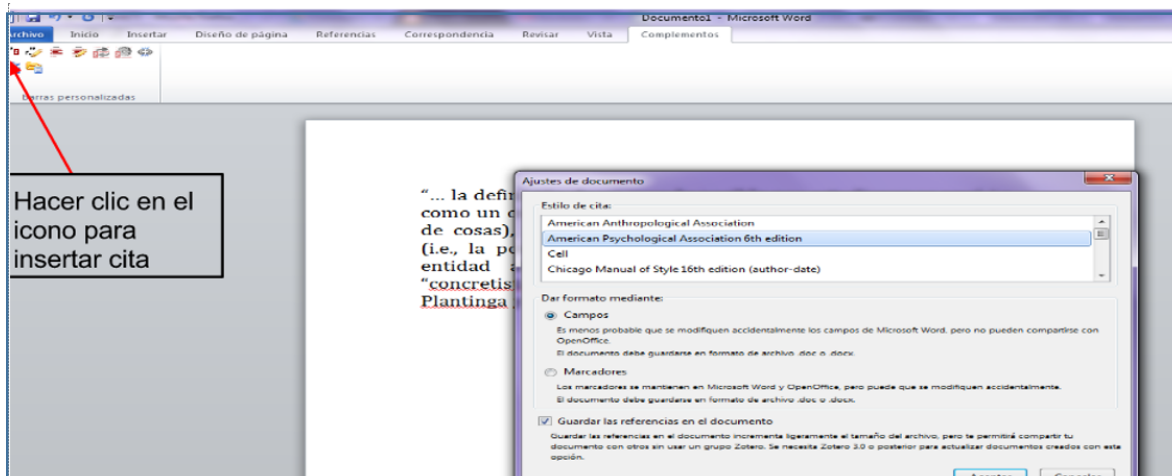 Documento1 - Microsoft Word
Archivo Inicio Insertar Diseño de página Referencias Correspondencia Revisar Vista Complementos
Barras personalizadas
Hacer clic en el
icono para
insertar cita
"... la defin
como un
de cosas),
(i.e., la
entidad
"concretis
Plantinga
Ajustes de documento
Estilo de cita:
American Anthropological Association
American Psychological Association 6th edition
Cell
Chicago Manual of Style 16th edition (author-date)
Dar formato mediante:
Campos
Es menos probable que se modifiquen accidentalmente los campos de Microsoft Word, pero no pueden compartirse con
OpenOffice.
El documento debe guardarse en formato de archivo .doc o .docx.
Marcadores
Los marcadores se mantienen en Microsoft Word y OpenOffice, pero puede que se modifiquen accidentalmente.
El documento debe guardarse en formato de archivo .doc o .docx.
Guardar las referencias en el documento
Guardar las referencias en el documento incrementa ligeramente el tamaño del archivo, pero te permitirá compartir tu
documento con otros sin usar un grupo Zotero. Se necesita Zotero 3.0 o posterior para actualizar documentos creados con esta
opción.
Aceptar Cancelar